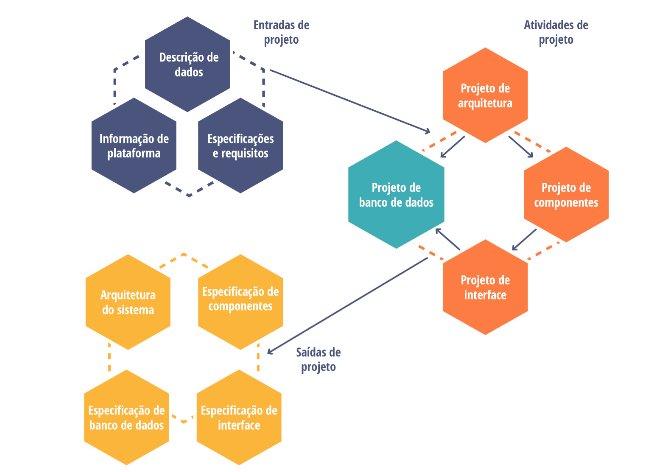 Entradas de
projeto
Descrição de
dados
Informação de
plataforma
Especificações
e requisitos
Atividades de
projeto
Projeto de
arquitetura
Projeto de
banco de dados
Projeto de
componentes
Projeto de
interface
Saídas de
projeto
Arquitetura
do sistema
Especificação de
componentes
Especificação de
banco de dados
Especificação de
interface